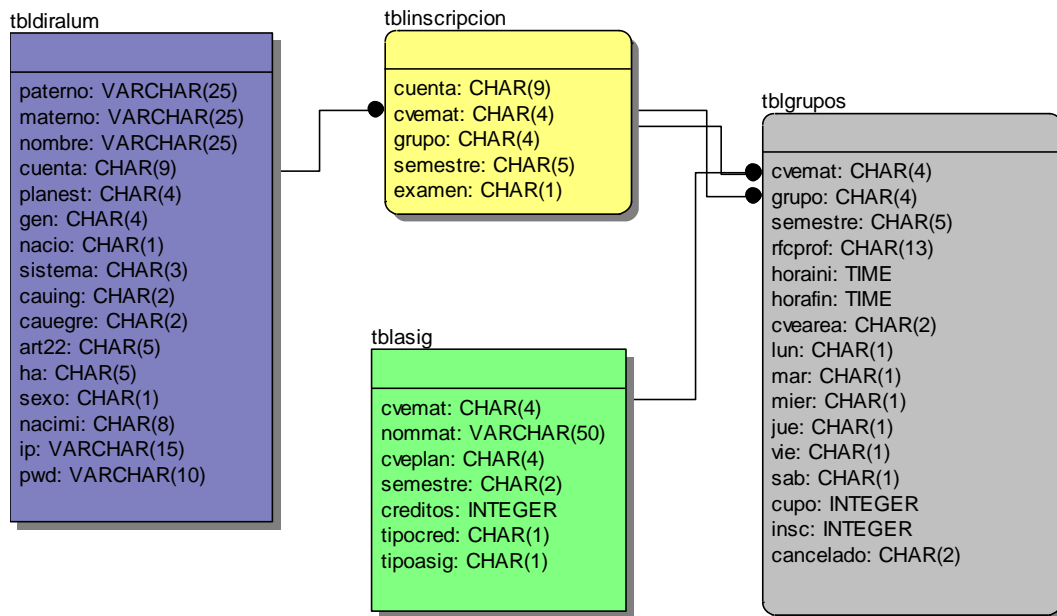 tbldiralum
paterno: VARCHAR(25)
materno: VARCHAR(25)
nombre: VARCHAR(25)
cuenta: CHAR(9)
planest: CHAR(4)
gen: CHAR(4)
nacio: CHAR(1)
sistema: CHAR(3)
cauing: CHAR(2)
cauegre: CHAR(2)
art22: CHAR(5)
ha: CHAR(5)
sexo: CHAR(1)
nacimi: CHAR(8)
ip: VARCHAR(15)
pwd: VARCHAR(10)
tblinscripcion
cuenta: CHAR(9)
cvemat: CHAR(4)
grupo: CHAR(4)
semestre: CHAR(5)
examen: CHAR(1)
tblasig
cvemat: CHAR(4)
nommat: VARCHAR(50)
cveplan: CHAR(4)
semestre: CHAR(2)
creditos: INTEGER
tipocred: CHAR(1)
tipoasig: CHAR(1)
tblgrupos
cvemat: CHAR(4)
grupo: CHAR(4)
semestre: CHAR(5)
rfcprof: CHAR(13)
horaini: TIME
horafin: TIME
cvearea: CHAR(2)
lun: CHAR(1)
mar: CHAR(1)
mier: CHAR(1)
jue: CHAR(1)
vie: CHAR(1)
sab: CHAR(1)
cupo: INTEGER
insc: INTEGER
cancelado: CHAR(2)